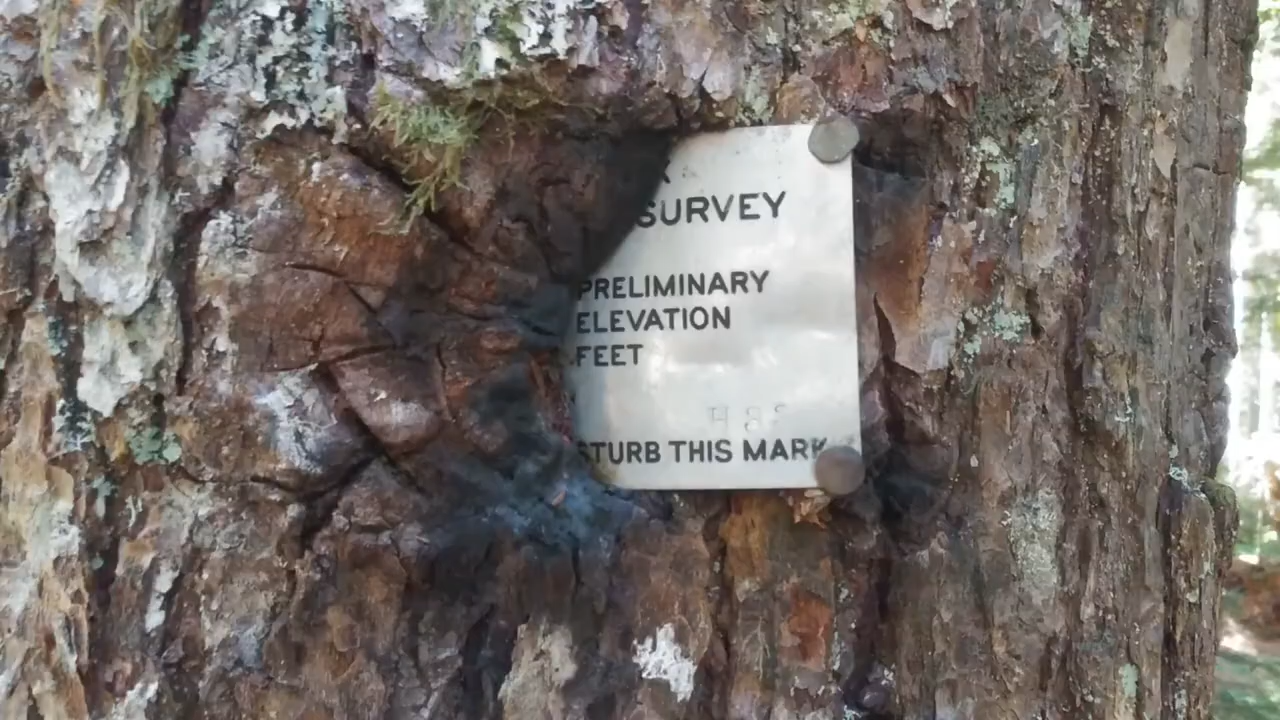 SURVEY
PRELIMINARY
ELEVATION
FEET
STURB THIS MARK